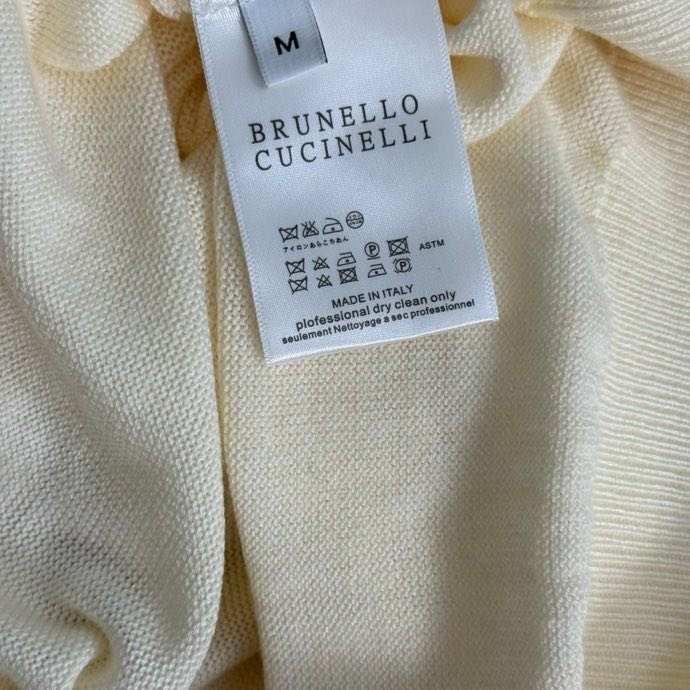 M
BRUNELLO
CUCINELLI
アイロンあらこちあん
ASTM
MADE IN ITALY
plofessional dry clean only
seulement Nettoyage a sec professionnel